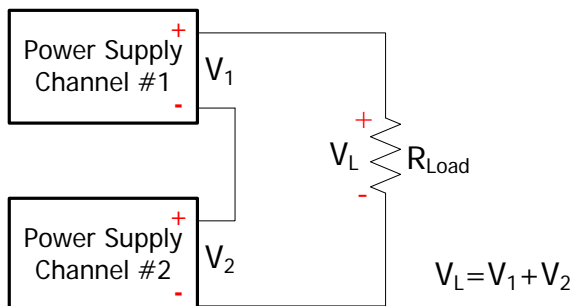 +
Power Supply
Channel #1
V1
-
+
VL
RLoad
-
+
Power Supply
Channel #2
V2
-
VL=V1+V2